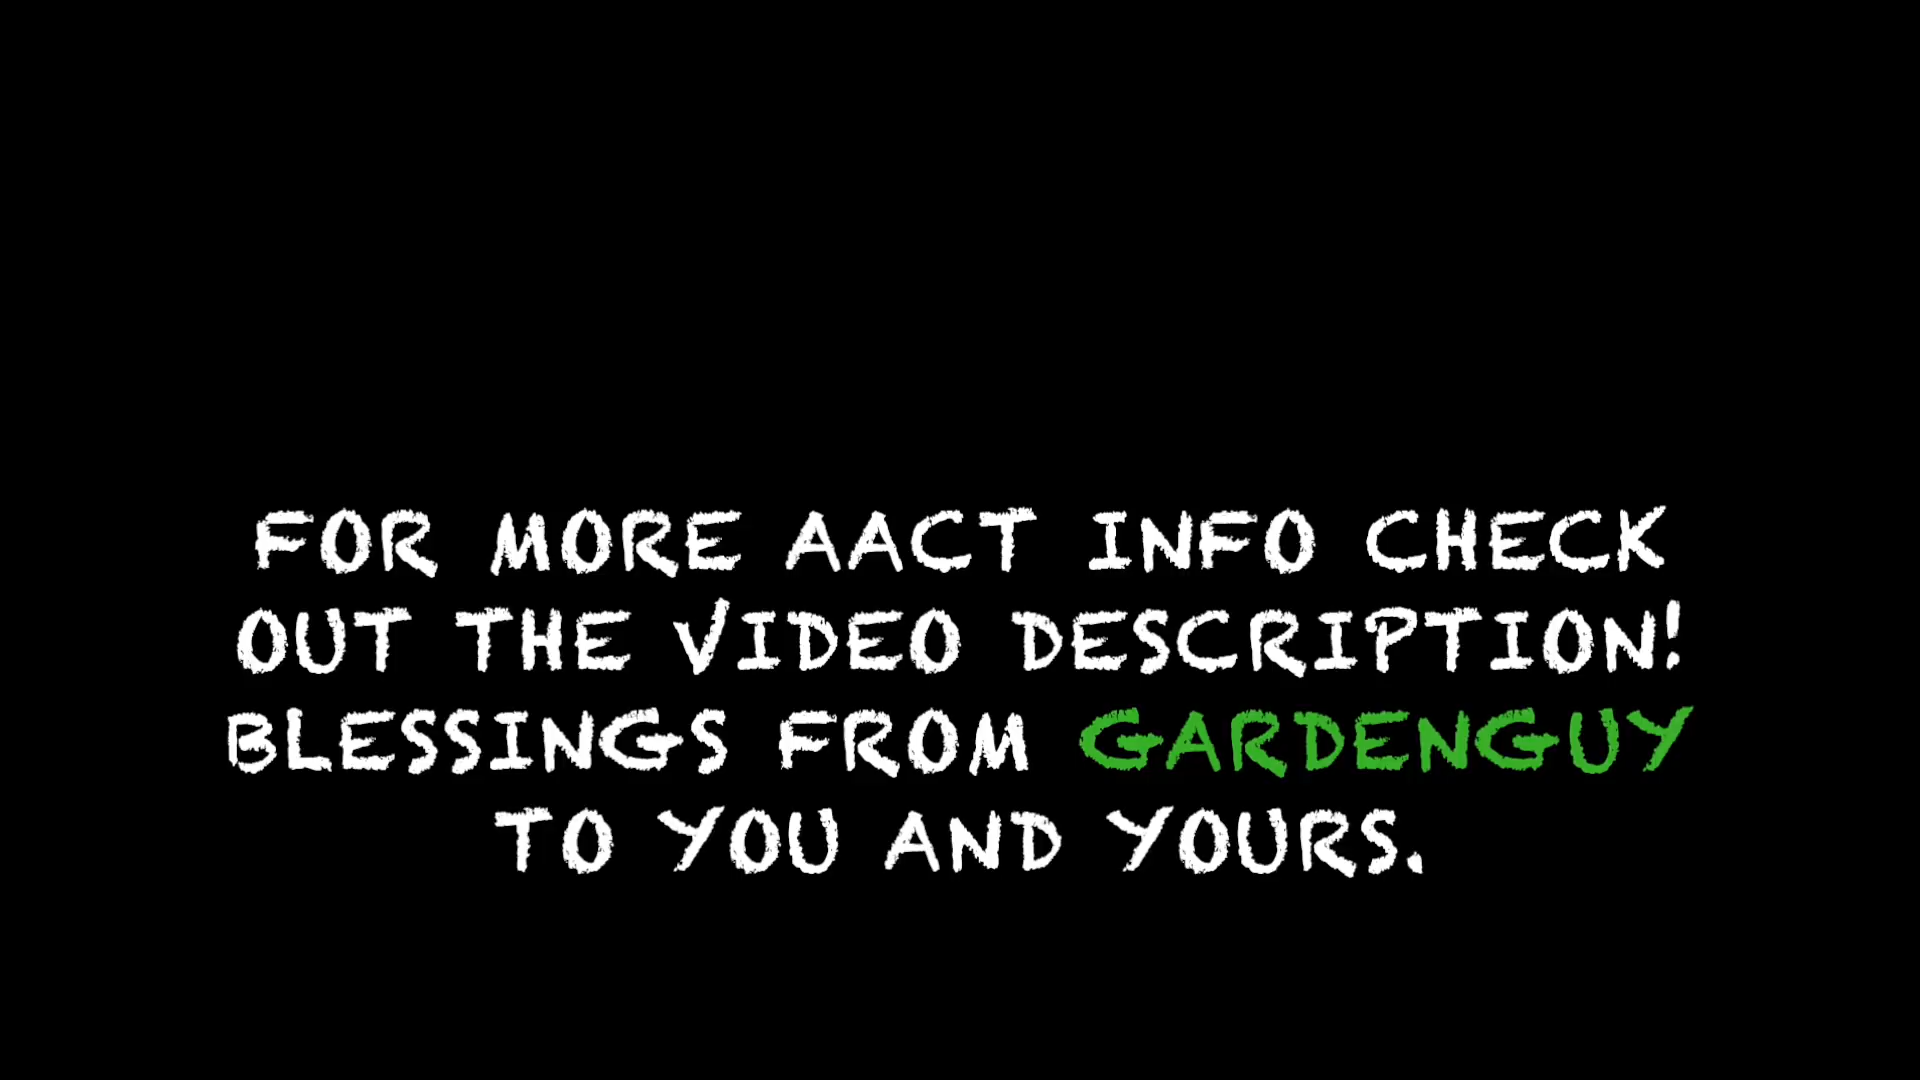 FOR MORE AACT INFO CHECK
OUT THE VIDEO DESCRIPTION!
BLESSINGS FROM GARDENGUY
TO YOU AND YOURS.